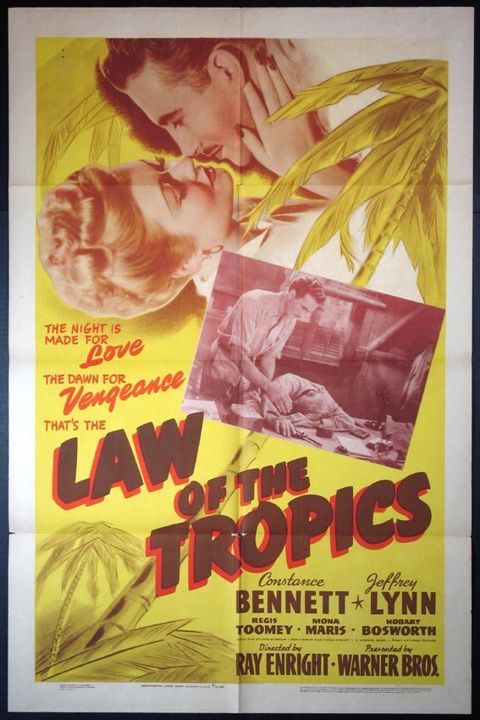 THE NIGHT IS
MADE FOR
Love
THE DAWN FOR
Vengeance
THAT'S THE
LAW
OF THE
TROPICS
Constance Jeffrey
BENNETT ★ LYNN
REGIS MONA HOBART
TOOMEY • MARIS • BOSWORTH
Directed by Presented by
RAY ENRIGHT • WARNER BROS.